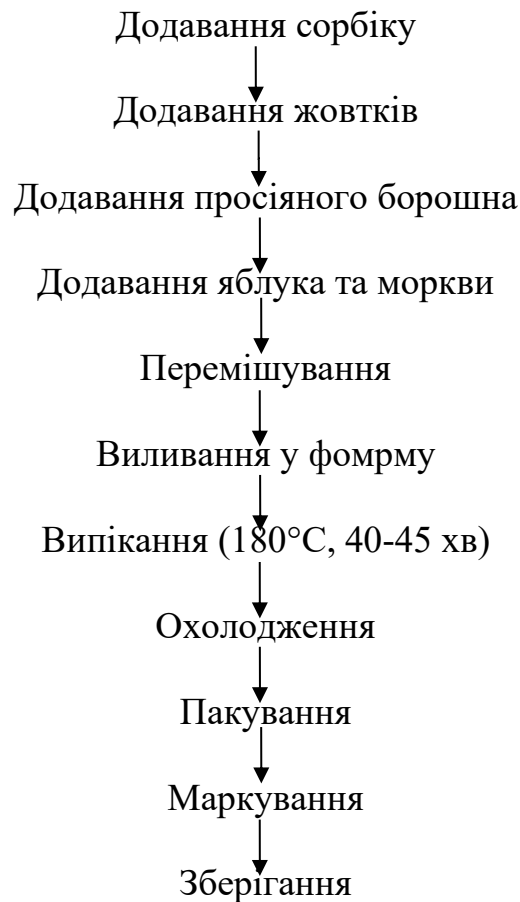 Додавання сорбіку
Додавання жовтків
Додавання просіяного борошна
Додавання яблука та моркви
Перемішування
Виливання у фомрму
Випікання (180°С, 40-45 хв)
Охолодження
Пакування
Маркування
Зберігання